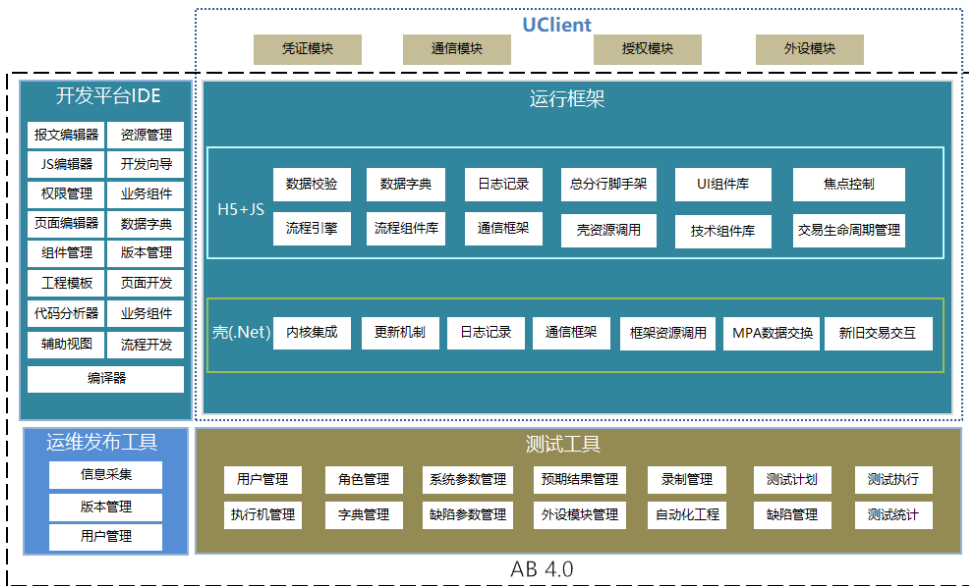 UClient
凭证模块 通信模块 授权模块 外设模块
开发平台IDE
报文编辑器 资源管理
JS编辑器 开发向导
权限管理 业务组件
页面编辑器 数据字典
组件管理 版本管理
工程模板 页面开发
代码分析器 业务组件
辅助视图 流程开发
编译器
运行框架
H5+JS
数据校验 数据字典 日志记录 总分行脚手架 UI组件库 焦点控制
流程引擎 流程组件库 通信框架 壳资源调用 技术组件库 交易生命周期管理
壳(.Net) 内核集成 更新机制 日志记录 通信框架 框架资源调用 MPA数据交换 新旧交易交互
运维发布工具
信息采集
版本管理
用户管理
测试工具
用户管理 角色管理 系统参数管理 预期结果管理 录制管理 测试计划 测试执行
执行机管理 字典管理 缺陷参数管理 外设模块管理 自动化工程 缺陷管理 测试统计
AB 4.0